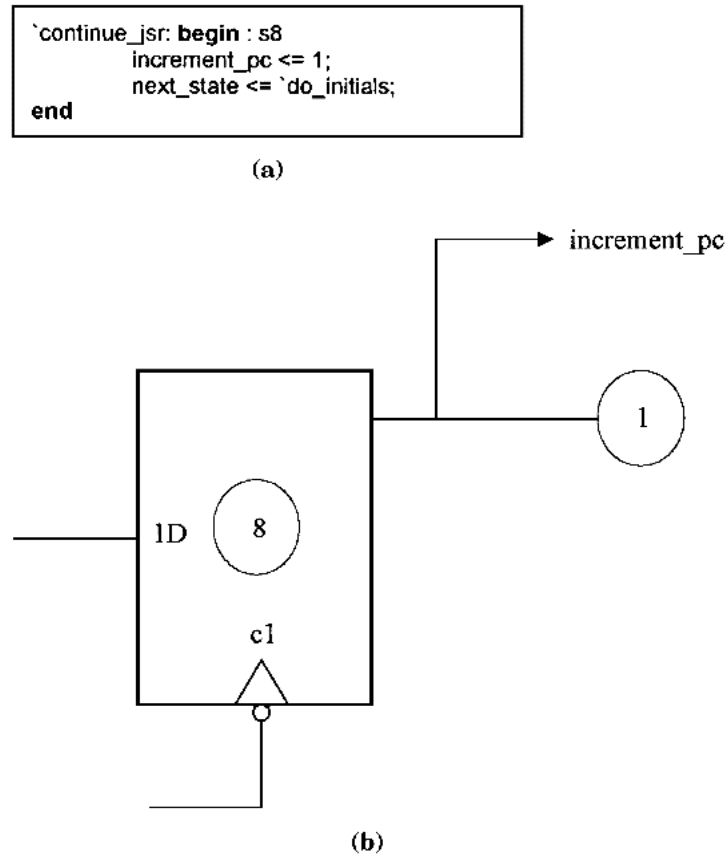 `continue_jsr: begin : s8
increment_pc <= 1;
next_state <= `do_initials;
end
(a)
increment_pc
1
1D
8
c1
(b)